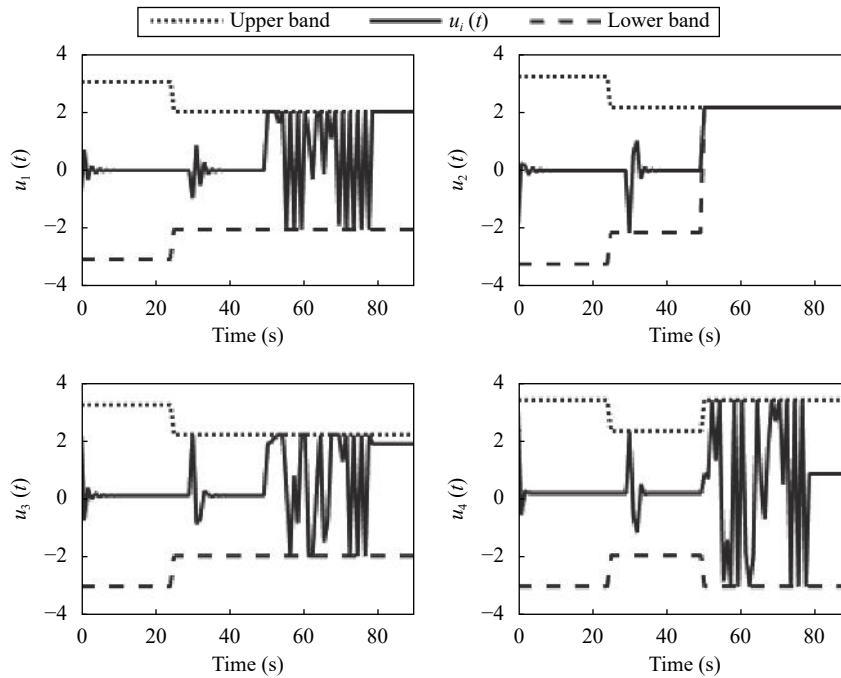 Upper band u_i (t) Lower band
4 4
2 2
u_1 (t) 0 u_2 (t) 0
−2 −2
−4 −4
0 20 40 60 80 0 20 40 60 80
Time (s) Time (s)
4 4
2 2
u_3 (t) 0 u_4 (t) 0
−2 −2
−4 −4
0 20 40 60 80 0 20 40 60 80
Time (s) Time (s)